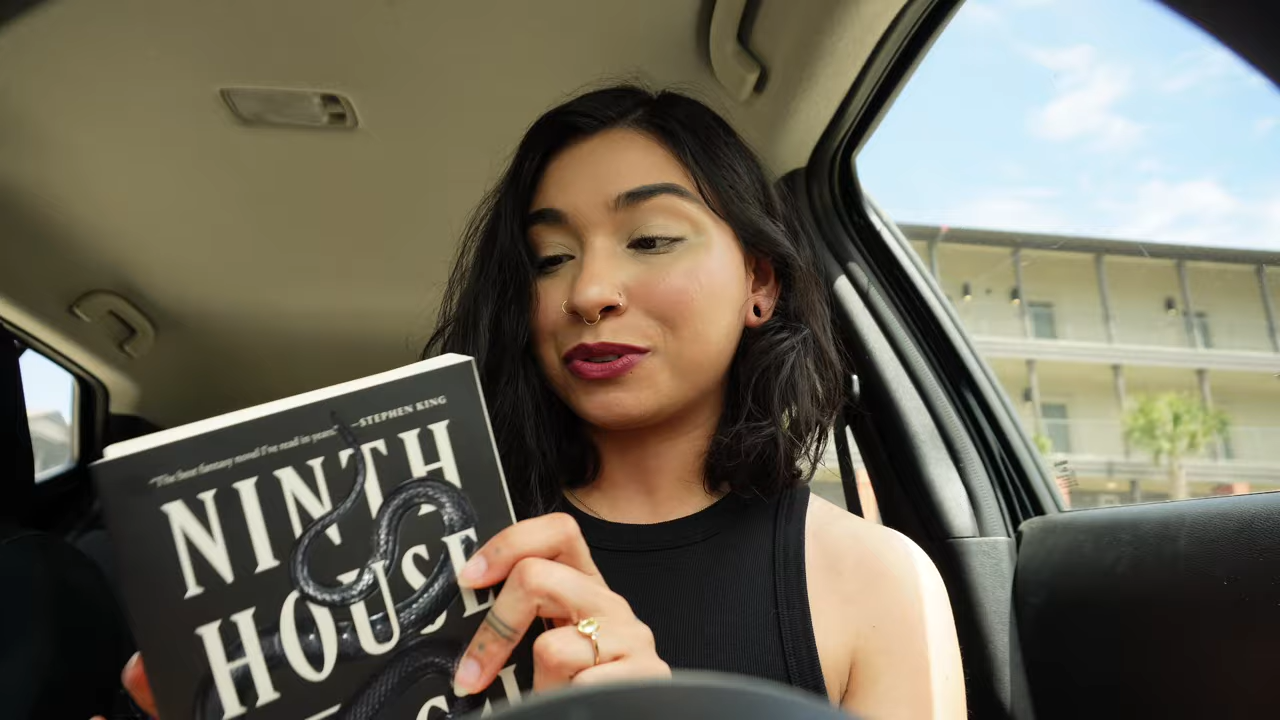 "The best fantasy novel I've read in years." —STEPHEN KING
NINTH
HOUSE